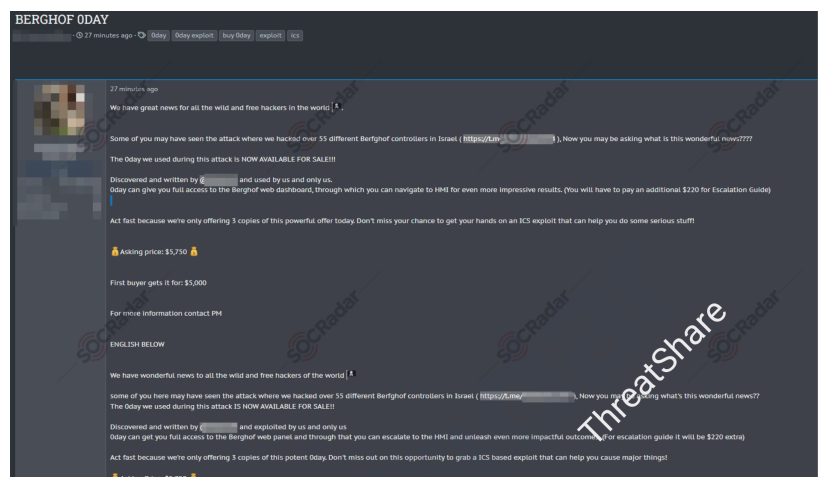 BERGHOF 0DAY
27 minutes ago
0day
0day exploit
buy 0day
exploit
ics
27 minutes ago
We have great news for all the wild and free hackers in the world .
Some of you may have seen the attack where we hacked over 55 different Berfghof controllers in Israel ( https://t.m ), Now you may be asking what is this wonderful news????
The 0day we used during this attack is NOW AVAILABLE FOR SALE!!!
Discovered and written by @ and used by us and only us.
0day can give you full access to the Berghof web dashboard, through which you can navigate to HMI for even more impressive results. (You will have to pay an additional $220 for Escalation Guide)
Act fast because we're only offering 3 copies of this powerful offer today. Don't miss your chance to get your hands on an ICS exploit that can help you do some serious stuff!
💰Asking price: $5,750 💰
First buyer gets it for: $5,000
For more information contact PM
ENGLISH BELOW
We have wonderful news to all the wild and free hackers of the world
some of you here may have seen the attack where we hacked over 55 different Berfghof controllers in Israel ( https://t.me/ ), Now you may be asking what's this wonderful news??
The 0day we used during this attack IS NOW AVAILABLE FOR SALE!!
Discovered and written by and exploited by us and only us
0day can get you full access to the Berghof web panel and through that you can escalate to the HMI and unleash even more impactful outcomes, (For escalation guide it will be $220 extra)
Act fast because we're only offering 3 copies of this potent 0day. Don't miss out on this opportunity to grab a ICS based exploit that can help you cause major things!
SOCRadar
ThreatShare